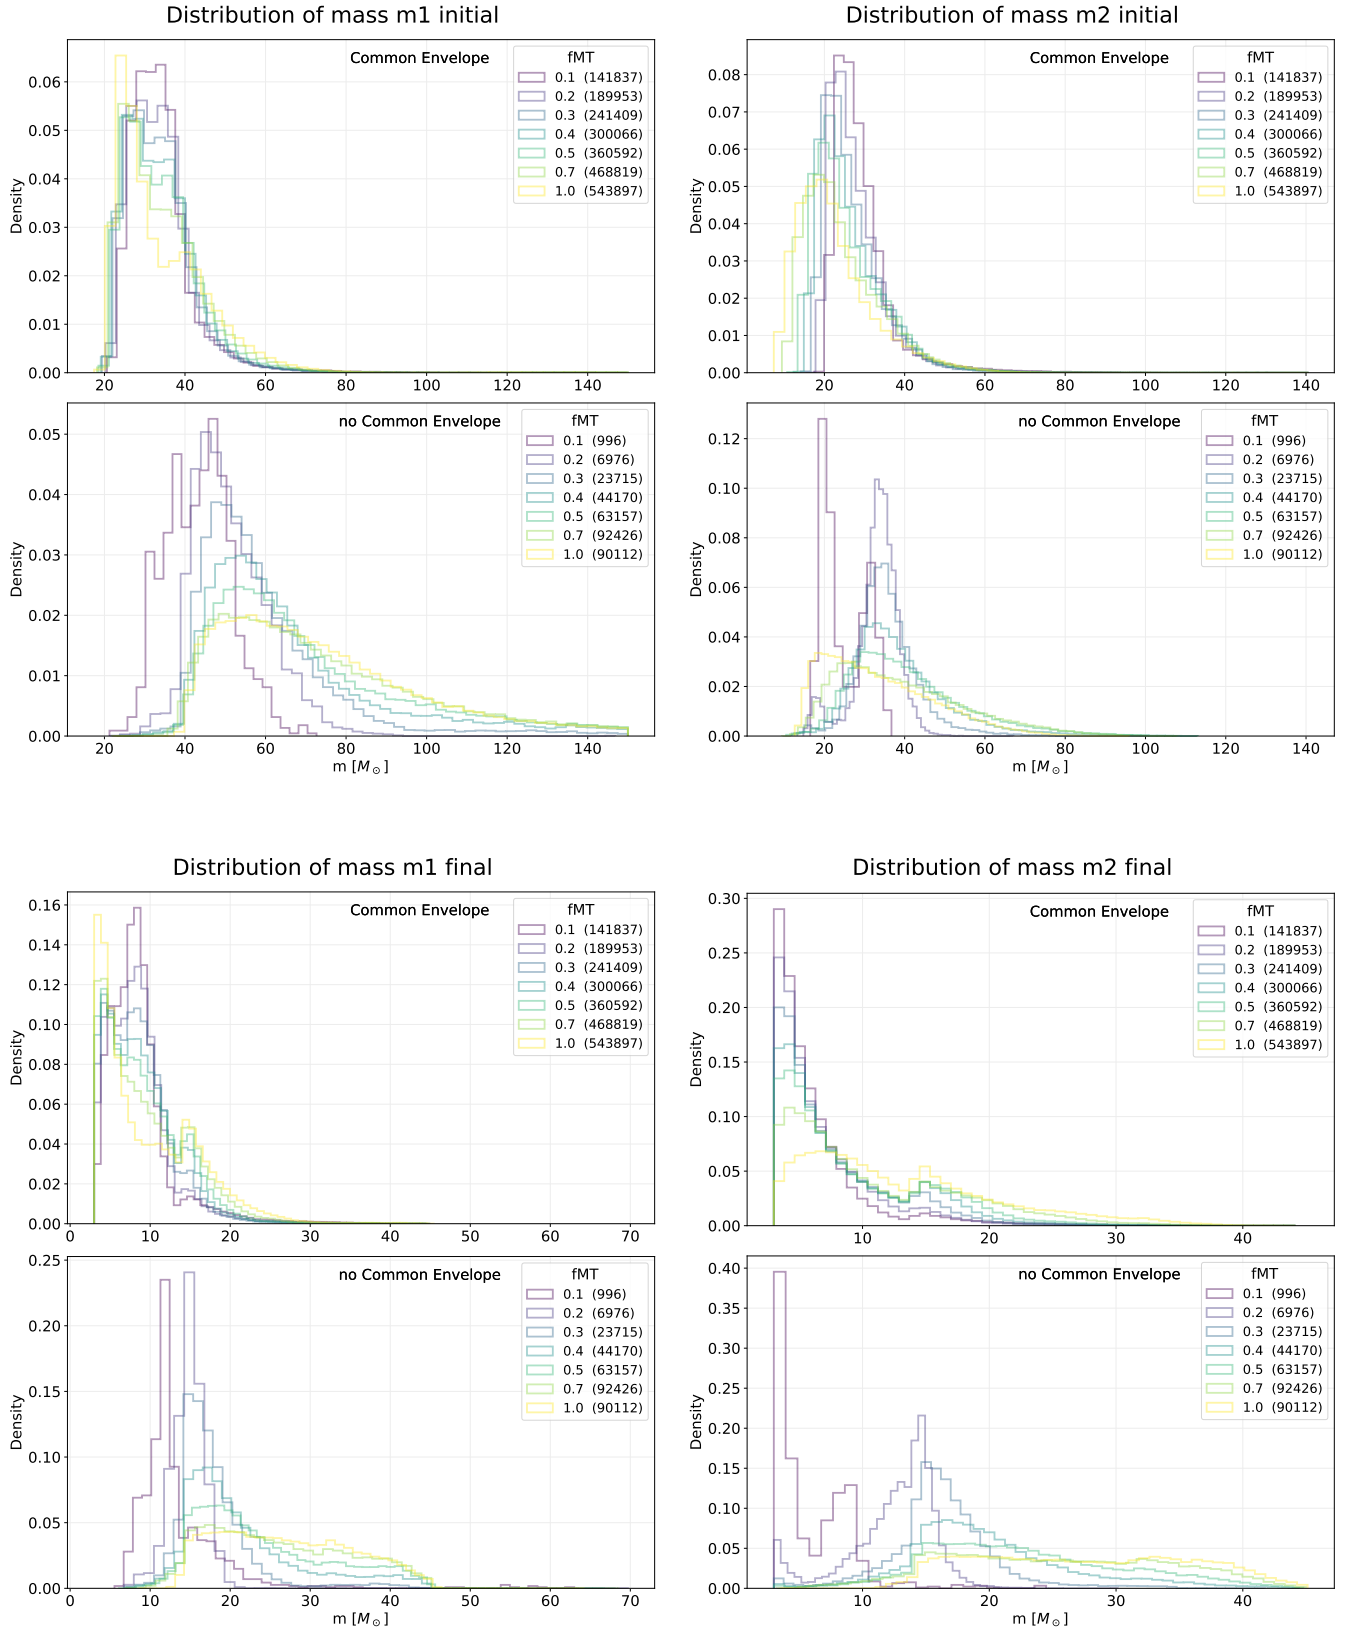 Distribution of mass m1 initial
Common Envelope
fMT
0.1 (141837)
0.2 (189953)
0.3 (241409)
0.4 (300066)
0.5 (360592)
0.7 (468819)
1.0 (543897)
Density
0.06
0.05
0.04
0.03
0.02
0.01
0.00
20 40 60 80 100 120 140
no Common Envelope
fMT
0.1 (996)
0.2 (6976)
0.3 (23715)
0.4 (44170)
0.5 (63157)
0.7 (92426)
1.0 (90112)
Density
0.05
0.04
0.03
0.02
0.01
0.00
20 40 60 80 100 120 140
m [M⊙]
Distribution of mass m2 initial
Common Envelope
fMT
0.1 (141837)
0.2 (189953)
0.3 (241409)
0.4 (300066)
0.5 (360592)
0.7 (468819)
1.0 (543897)
Density
0.08
0.07
0.06
0.05
0.04
0.03
0.02
0.01
0.00
20 40 60 80 100 120 140
no Common Envelope
fMT
0.1 (996)
0.2 (6976)
0.3 (23715)
0.4 (44170)
0.5 (63157)
0.7 (92426)
1.0 (90112)
Density
0.12
0.10
0.08
0.06
0.04
0.02
0.00
20 40 60 80 100 120 140
m [M⊙]
Distribution of mass m1 final
Common Envelope
fMT
0.1 (141837)
0.2 (189953)
0.3 (241409)
0.4 (300066)
0.5 (360592)
0.7 (468819)
1.0 (543897)
Density
0.16
0.14
0.12
0.10
0.08
0.06
0.04
0.02
0.00
0 10 20 30 40 50 60 70
no Common Envelope
fMT
0.1 (996)
0.2 (6976)
0.3 (23715)
0.4 (44170)
0.5 (63157)
0.7 (92426)
1.0 (90112)
Density
0.25
0.20
0.15
0.10
0.05
0.00
0 10 20 30 40 50 60 70
m [M⊙]
Distribution of mass m2 final
Common Envelope
fMT
0.1 (141837)
0.2 (189953)
0.3 (241409)
0.4 (300066)
0.5 (360592)
0.7 (468819)
1.0 (543897)
Density
0.30
0.25
0.20
0.15
0.10
0.05
0.00
10 20 30 40
no Common Envelope
fMT
0.1 (996)
0.2 (6976)
0.3 (23715)
0.4 (44170)
0.5 (63157)
0.7 (92426)
1.0 (90112)
Density
0.40
0.35
0.30
0.25
0.20
0.15
0.10
0.05
0.00
10 20 30 40
m [M⊙]